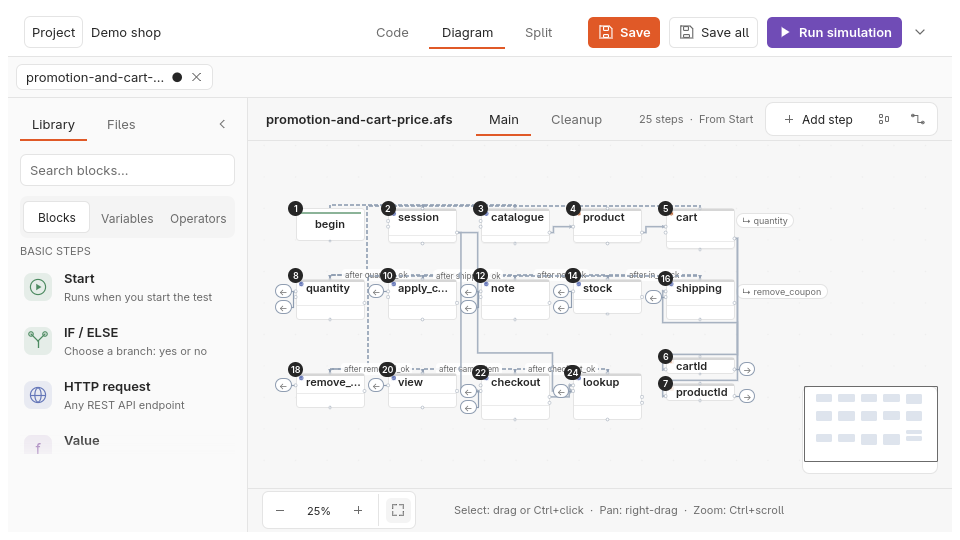 Project Demo shop Code Diagram Split Save Save all Run simulation
promotion-and-cart-...
Library Files
promotion-and-cart-price.afs Main Cleanup 25 steps · From Start Add step
Search blocks...
Blocks Variables Operators
BASIC STEPS
Start
Runs when you start the test
IF / ELSE
Choose a branch: yes or no
HTTP request
Any REST API endpoint
Value
f
1 begin
2 session
3 catalogue
4 product
5 cart
quantity
8 quantity
10 apply_c...
12 note
14 stock
16 shipping
remove_coupon
18 remove_...
20 view
22 checkout
24 lookup
6 cartId
7 productId
25%
Select: drag or Ctrl+click · Pan: right-drag · Zoom: Ctrl+scroll